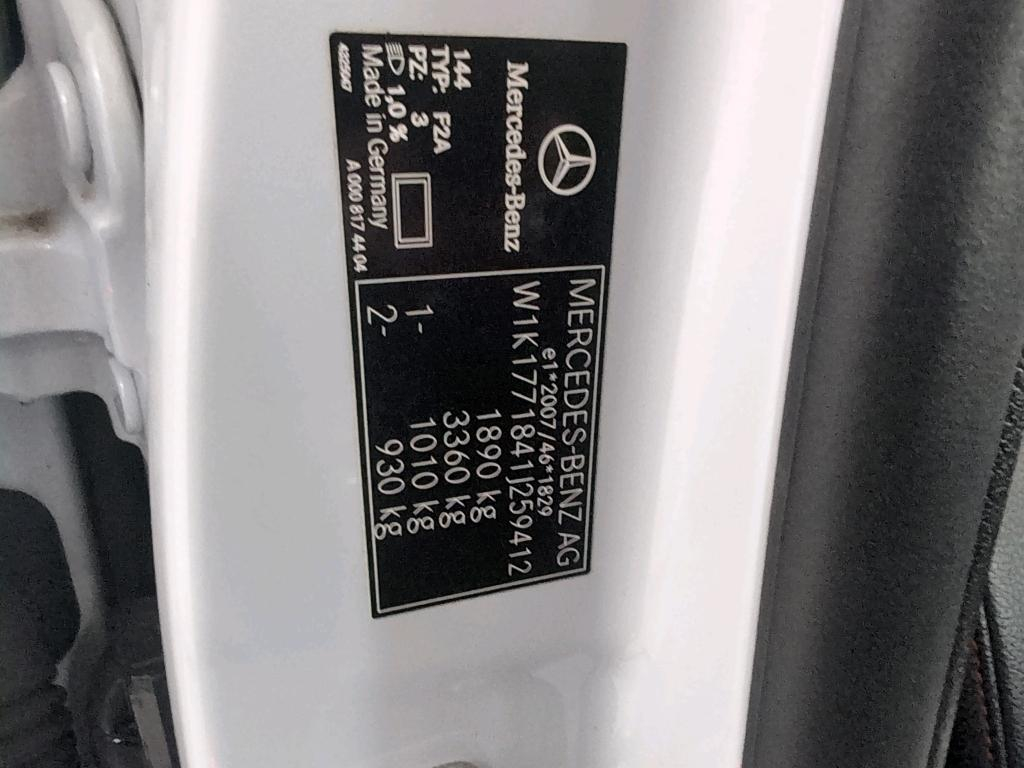 Mercedes-Benz
144
TYP: F2A
PZ: 3
1,0 %
Made in Germany
A 000 817 44 04
MERCEDES-BENZ AG
e1*2007/46*1829
W1K1771841J259412
1890 kg
3360 kg
1- 1010 kg
2- 930 kg